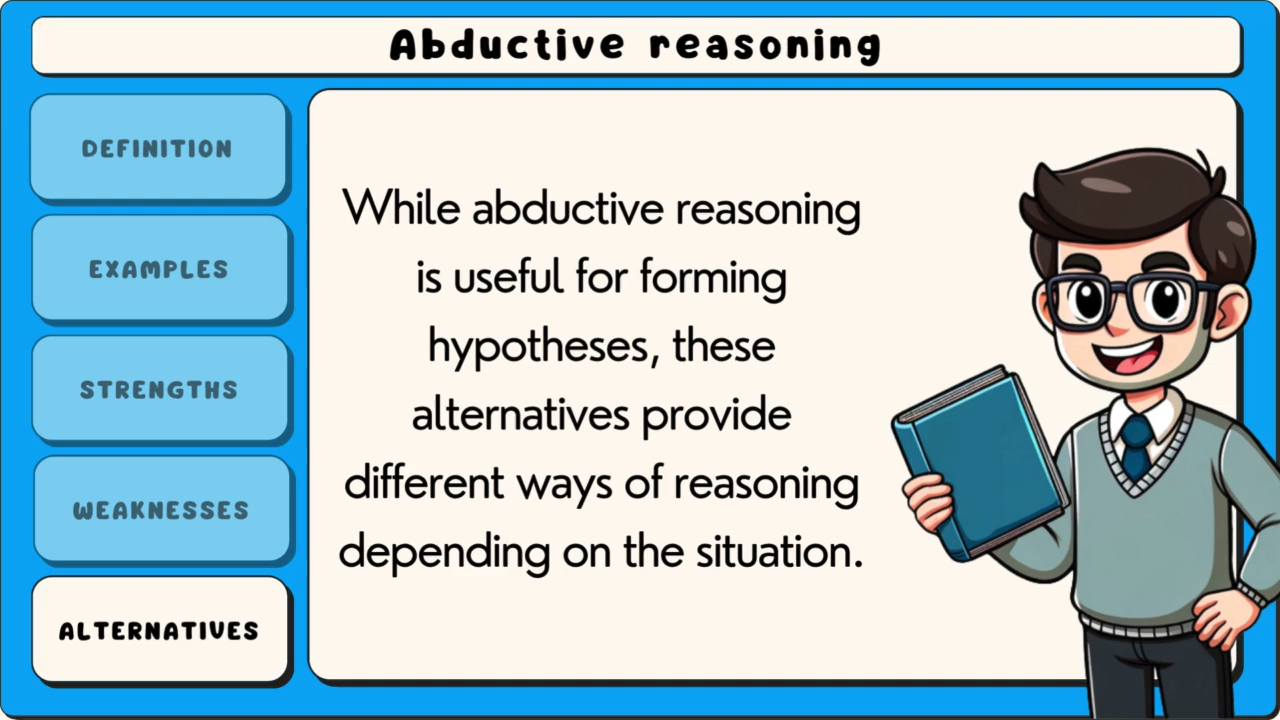 Abductive reasoning
DEFINITION
EXAMPLES
STRENGTHS
WEAKNESSES
ALTERNATIVES
While abductive reasoning
is useful for forming
hypotheses, these
alternatives provide
different ways of reasoning
depending on the situation.